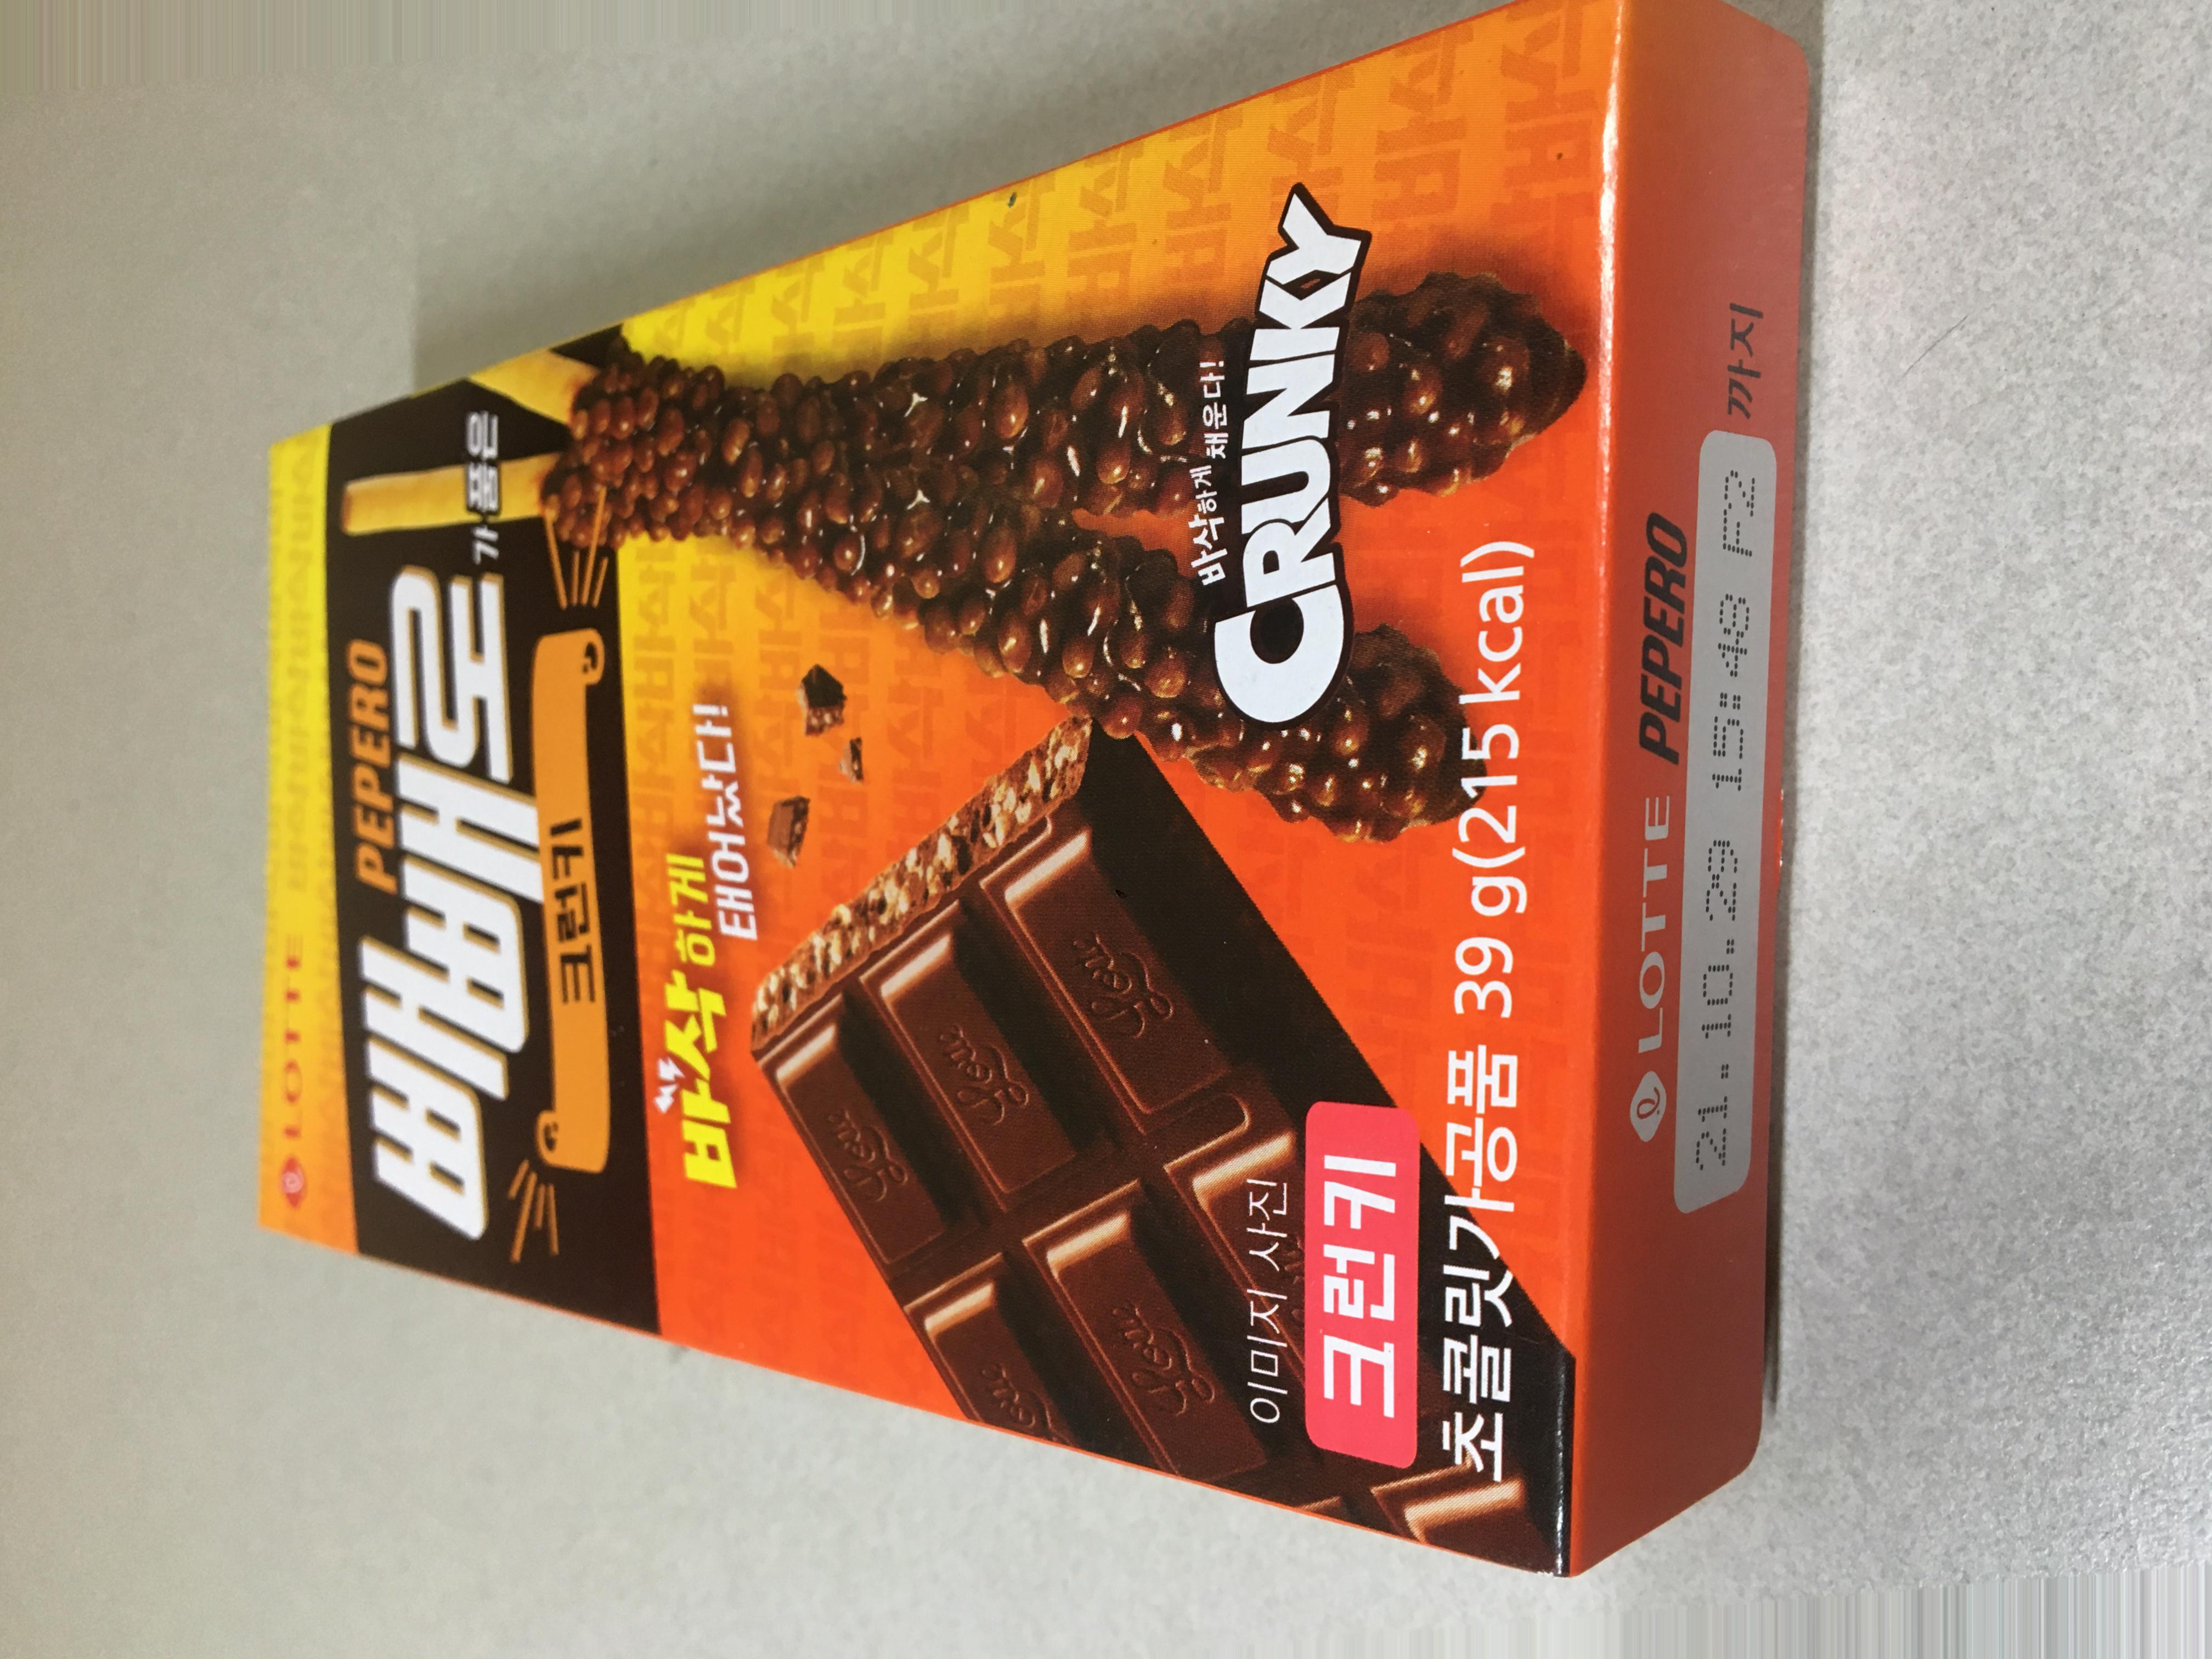 LOTTE
PEPERO
빼빼로가 품은
크런키
바삭하게
태어났다!
바삭하게 채운다!
CRUNKY
이미지 사진
크런키
초콜릿가공품 39 g(215 kcal)
LOTTE PEPERO
21.10.29 15:48 F2 까지